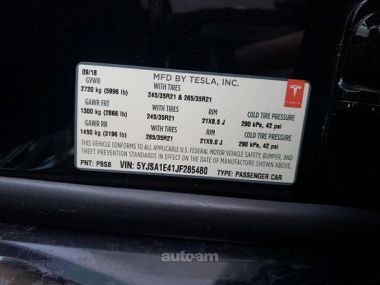 09/18 MFD BY TESLA, INC.
GVWR WITH TIRES
2720 kg (5996 lb) 245/35R21 & 265/35R21
GAWR FRT WITH TIRES RIM COLD TIRE PRESSURE
1300 kg (2866 lb) 245/35R21 21X8.5 J 290 kPa, 42 psi
GAWR RR WITH TIRES RIM COLD TIRE PRESSURE
1450 kg (3196 lb) 265/35R21 21X9.0 J 290 kPa, 42 psi
THIS VEHICLE CONFORMS TO ALL APPLICABLE U.S. FEDERAL MOTOR VEHICLE SAFETY, BUMPER, AND
THEFT PREVENTION STANDARDS IN EFFECT ON THE DATE OF MANUFACTURE SHOWN ABOVE.
PNT: PBSB VIN: 5YJSA1E41JF285480 TYPE: PASSENGER CAR
TESLA
autoam